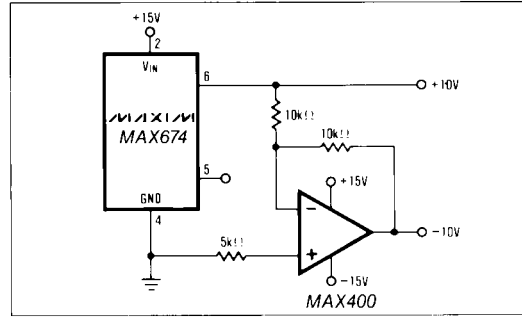 +15V
2
VIN
6
+10V
MAXIM
MAX674
10kΩ
10kΩ
5
+15V
GND
4
−
5kΩ
+
−10V
−15V
MAX400